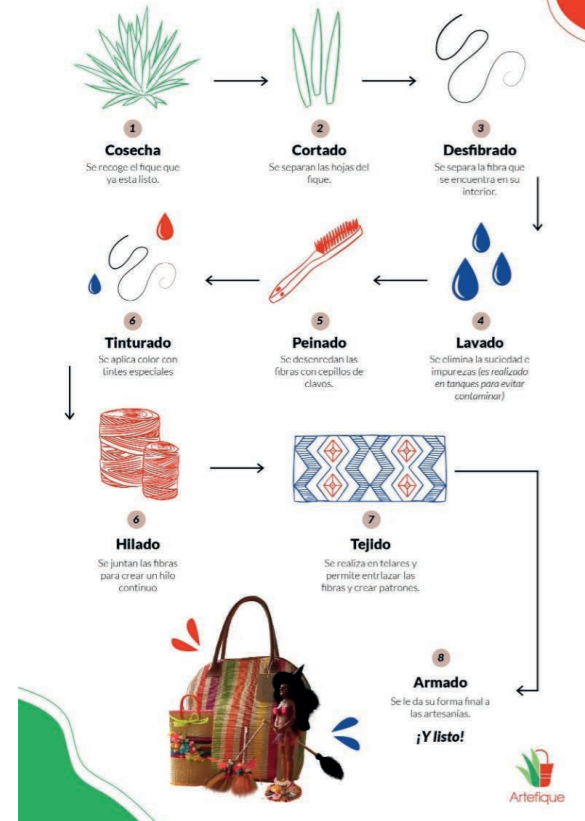 1
Cosecha
Se recoge el fique que
ya esta listo.
2
Cortado
Se separan las hojas del
fique.
3
Desfibrado
Se separa la fibra que
se encuentra en su
interior.
4
Lavado
Se elimina la suciedad e
impurezas (es realizado
en tanques para evitar
contaminar)
5
Peinado
Se desenredan las
fibras con cepillos de
clavos.
6
Tinturado
Se aplica color con
tintes especiales
6
Hilado
Se juntan las fibras
para crear un hilo
continuo
7
Tejido
Se realiza en telares y
permite entrlazar las
fibras y crear patrones.
8
Armado
Se le da su forma final a
las artesanías.
¡Y listo!
Artefique